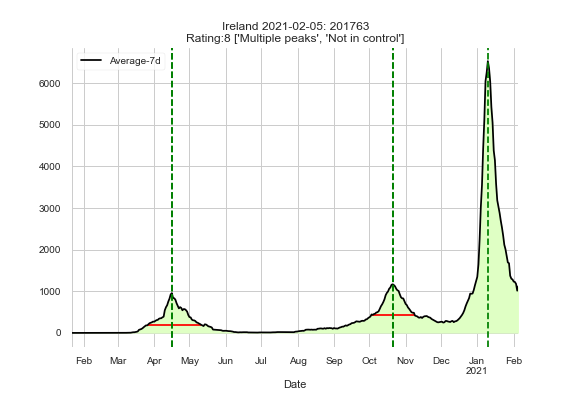 Ireland 2021-02-05: 201763
Rating:8 ['Multiple peaks', 'Not in control']
Average-7d
6000
5000
4000
3000
2000
1000
0
Feb Mar Apr May Jun Jul Aug Sep Oct Nov Dec Jan Feb
2021
Date